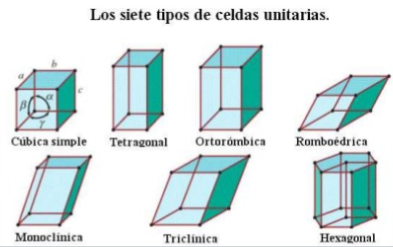 Los siete tipos de celdas unitarias.
a b c
α β γ
Cúbica simple Tetragonal Ortorómbica Romboédrica
Monoclínica Triclínica Hexagonal